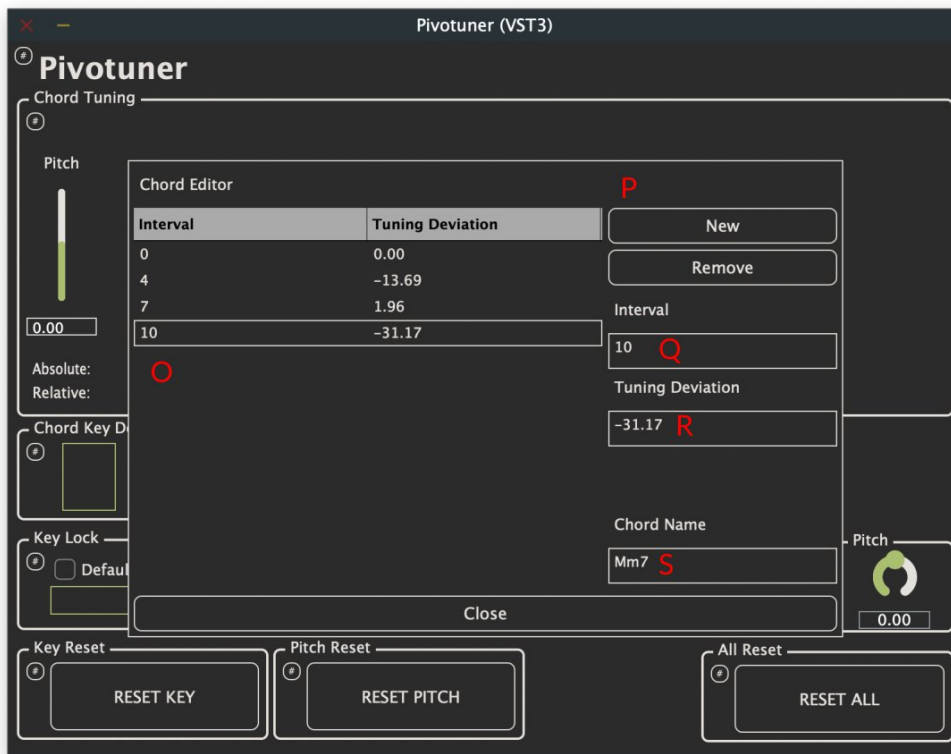 Pivotuner (VST3)
#
Pivotuner
Chord Tuning
#
Pitch
0.00
Absolute:
Relative:
Chord Editor
P
Interval Tuning Deviation
0 0.00
4 -13.69
7 1.96
10 -31.17
O
New
Remove
Interval
10 Q
Tuning Deviation
-31.17 R
Chord Name
Mm7 S
Close
Chord Key
#
Key Lock
#
Pitch
0.00
Key Reset
#
RESET KEY
Pitch Reset
#
RESET PITCH
All Reset
#
RESET ALL